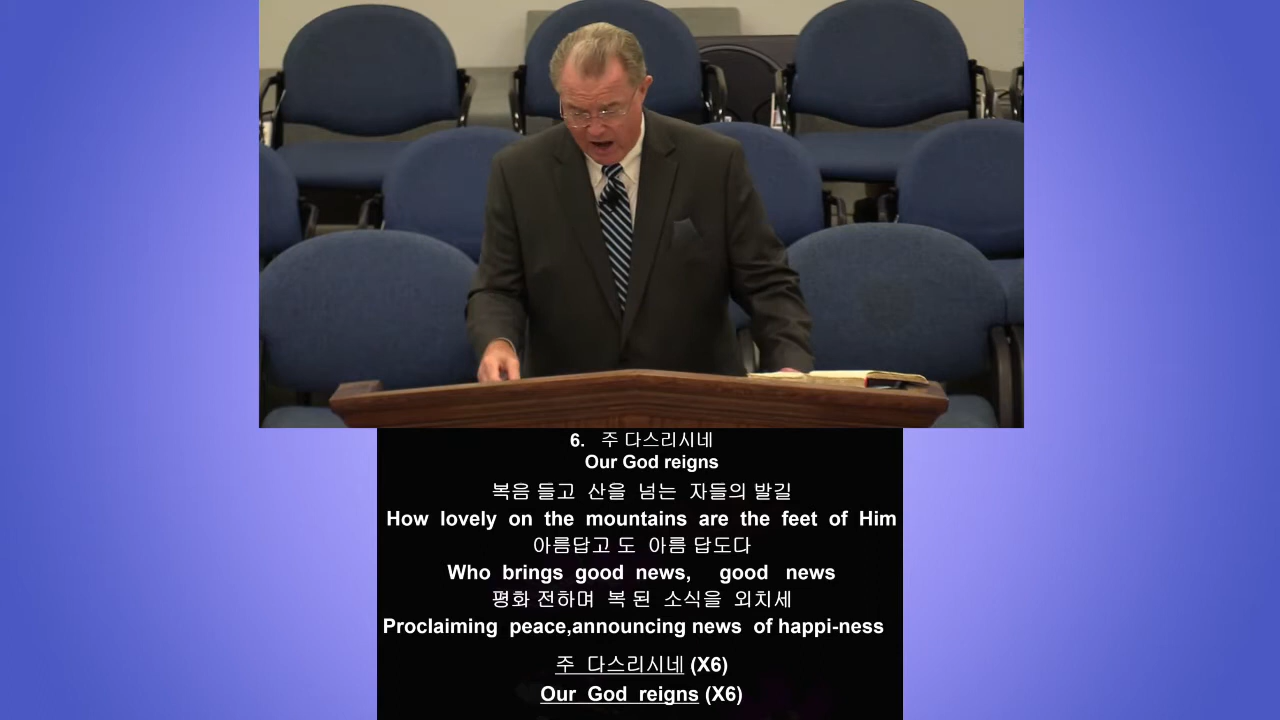 6. 주 다스리시네
Our God reigns
복음 들고 산을 넘는 자들의 발길
How lovely on the mountains are the feet of Him
아름답고 도 아름 답도다
Who brings good news, good news
평화 전하며 복 된 소식을 외치세
Proclaiming peace,announcing news of happi-ness
주 다스리시네 (X6)
Our God reigns (X6)